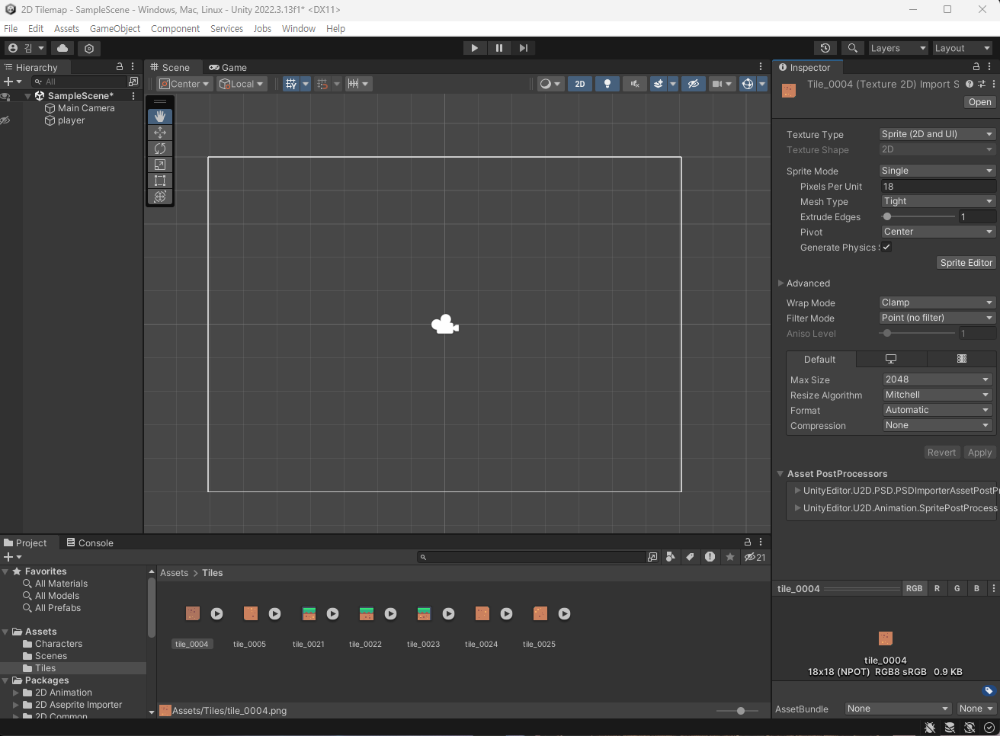 2D Tilemap - SampleScene - Windows, Mac, Linux - Unity 2022.3.13f1* <DX11>
File Edit Assets GameObject Component Services Jobs Window Help
김 Layers Layout
Hierarchy
All
SampleScene*
Main Camera
player
Scene Game
Center Local 2D
Inspector
Tile_0004 (Texture 2D) Import S
Open
Texture Type Sprite (2D and UI)
Texture Shape 2D
Sprite Mode Single
Pixels Per Unit 18
Mesh Type Tight
Extrude Edges 1
Pivot Center
Generate Physics S
Sprite Editor
Advanced
Wrap Mode Clamp
Filter Mode Point (no filter)
Aniso Level 1
Default
Max Size 2048
Resize Algorithm Mitchell
Format Automatic
Compression None
Revert Apply
Asset PostProcessors
UnityEditor.U2D.PSD.PSDImporterAssetPostPr
UnityEditor.U2D.Animation.SpritePostProcess
Project Console
21
Favorites
All Materials
All Models
All Prefabs
Assets
Characters
Scenes
Tiles
Packages
2D Animation
2D Aseprite Importer
2D Common
Assets > Tiles
tile_0004 tile_0005 tile_0021 tile_0022 tile_0023 tile_0024 tile_0025
Assets/Tiles/tile_0004.png
tile_0004 RGB R G B
tile_0004
18x18 (NPOT) RGB8 sRGB 0.9 KB
AssetBundle None None